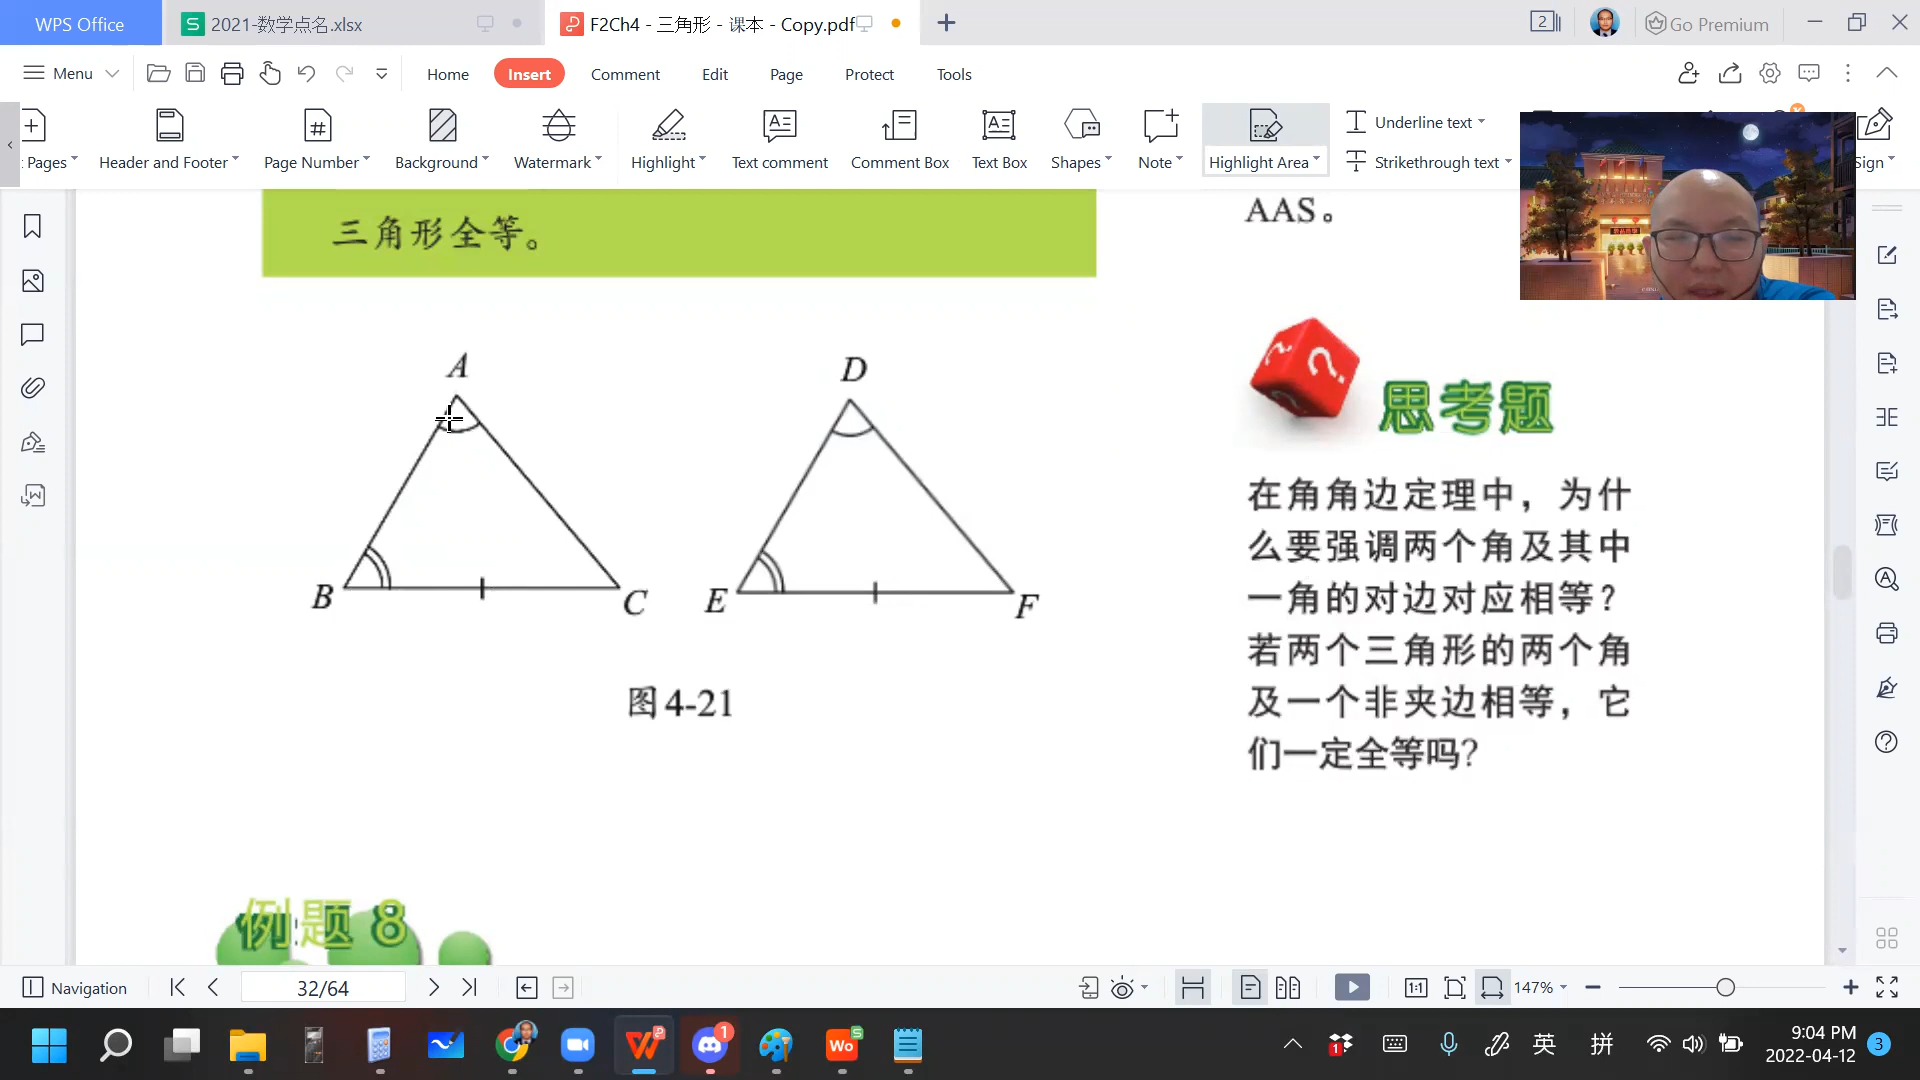 WPS Office
2021-数学点名.xlsx
F2Ch4 - 三角形 - 课本 - Copy.pdf
2
Go Premium
Menu
Home
Insert
Comment
Edit
Page
Protect
Tools
Pages
Header and Footer
Page Number
Background
Watermark
Highlight
Text comment
Comment Box
Text Box
Shapes
Note
Highlight Area
Underline text
Strikethrough text
Sign
三角形全等。
AAS。
A
B
C
D
E
F
图 4-21
思考题
在角角边定理中，为什
么要强调两个角及其中
一角的对边对应相等？
若两个三角形的两个角
及一个非夹边相等，它
们一定全等吗？
例题 8
Navigation
32/64
1:1
147%
1
1
英
拼
9:04 PM
2022-04-12
3